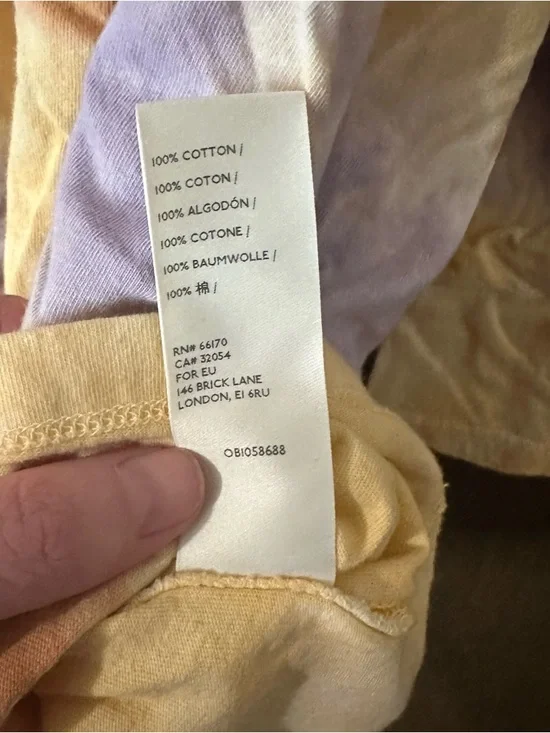 100% COTTON /
100% COTON /
100% ALGODÓN /
100% COTONE /
100% BAUMWOLLE /
100% 棉 /
RN# 66170
CA# 32054
FOR EU
146 BRICK LANE
LONDON, E1 6RU
OB1058688